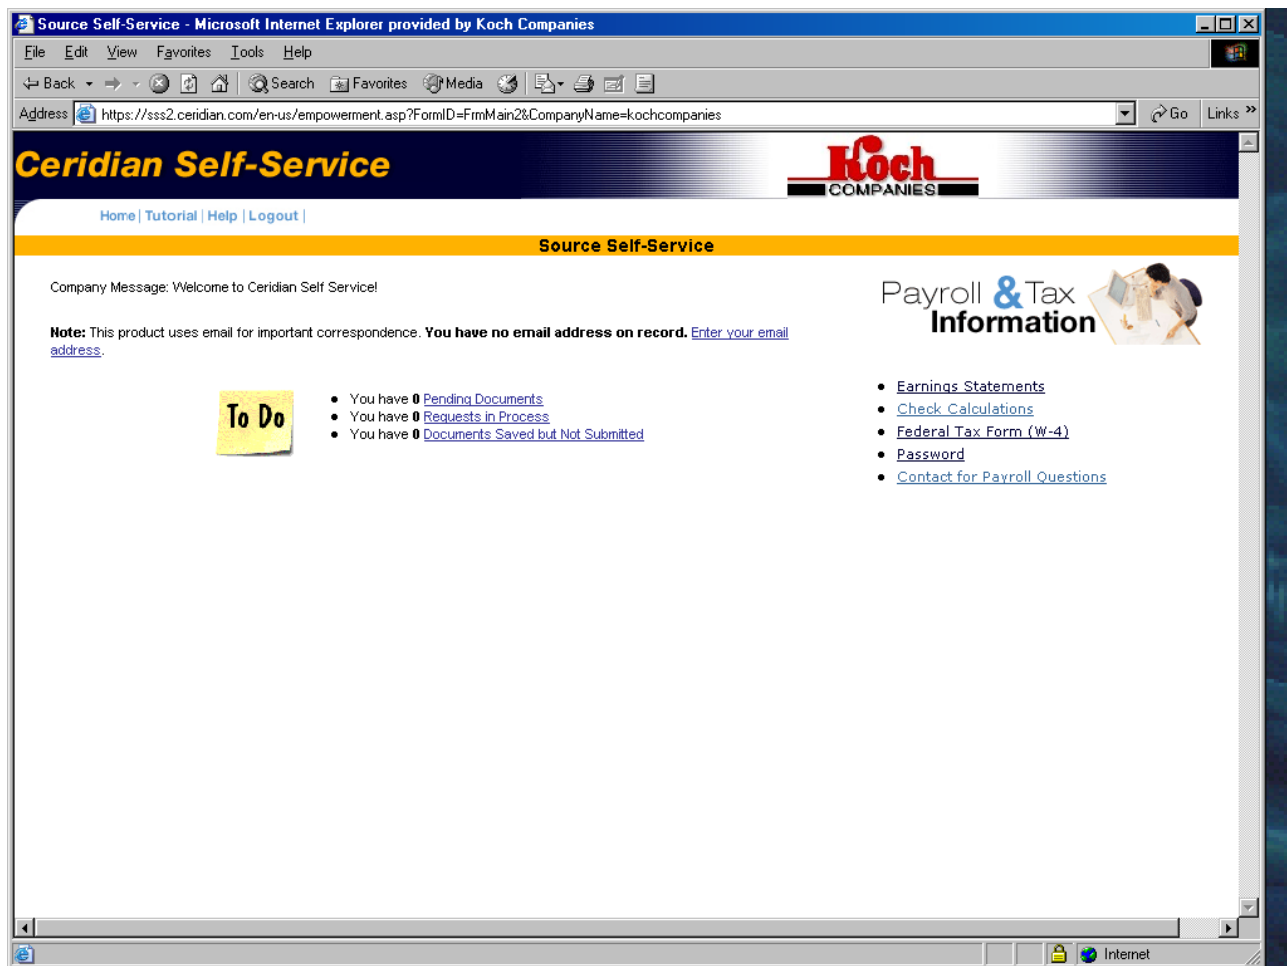 Source Self-Service - Microsoft Internet Explorer provided by Koch Companies
File Edit View Favorites Tools Help
Back Search Favorites Media
Address https://sss2.ceridian.com/en-us/empowerment.asp?FormID=FrmMain2&CompanyName=kochcompanies Go Links »
Ceridian Self-Service
Koch
COMPANIES
Home | Tutorial | Help | Logout |
Source Self-Service
Company Message: Welcome to Ceridian Self Service!
Note: This product uses email for important correspondence. You have no email address on record. Enter your email
address.
To Do
• You have 0 Pending Documents
• You have 0 Requests in Process
• You have 0 Documents Saved but Not Submitted
Payroll & Tax
Information
• Earnings Statements
• Check Calculations
• Federal Tax Form (W-4)
• Password
• Contact for Payroll Questions
Internet